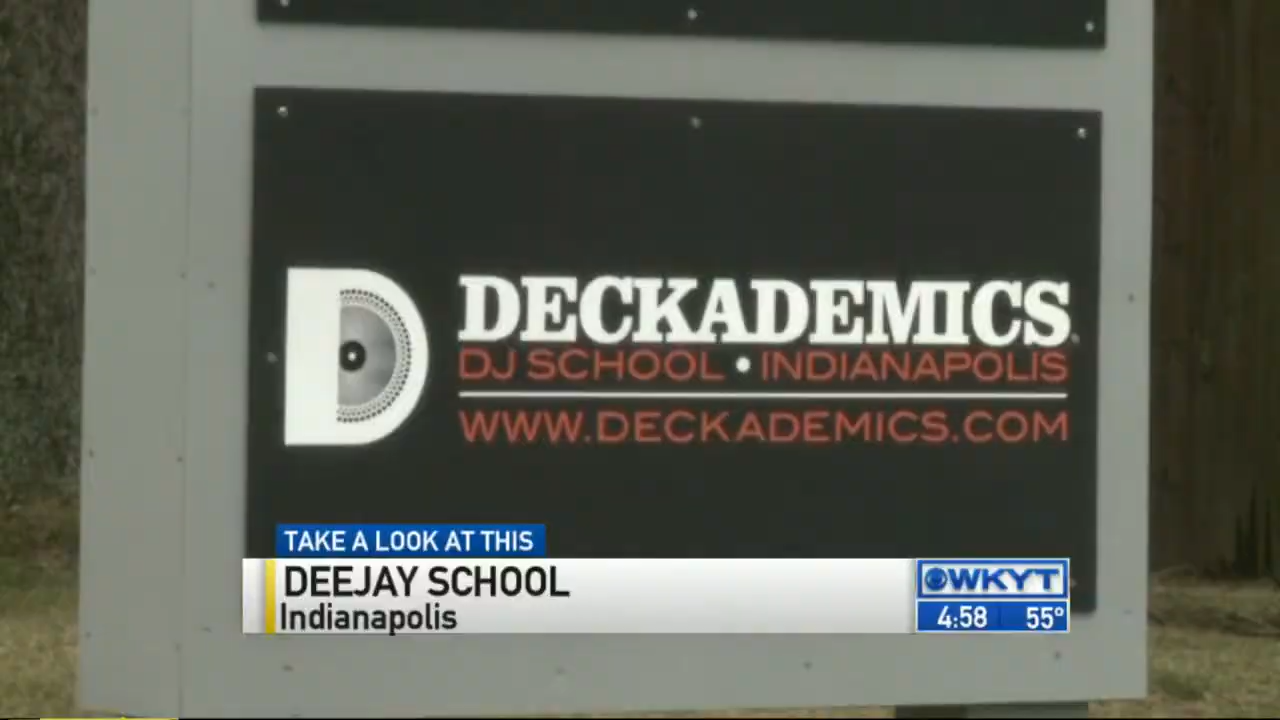 DECKADEMICS
DJ SCHOOL • INDIANAPOLIS
WWW.DECKADEMICS.COM
TAKE A LOOK AT THIS
DEEJAY SCHOOL
Indianapolis
WKYT
4:58 55°